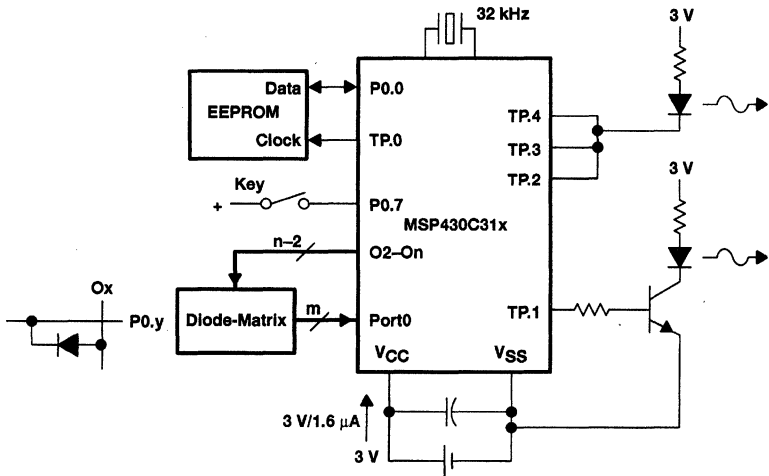 32 kHz
3 V
Data
EEPROM
Clock
P0.0
TP.0
TP.4
TP.3
TP.2
Key
+
P0.7
MSP430C31x
3 V
n–2
O2–On
Ox
P0.y
Diode-Matrix
m
Port0
TP.1
VCC
VSS
3 V/1.6 μA
3 V